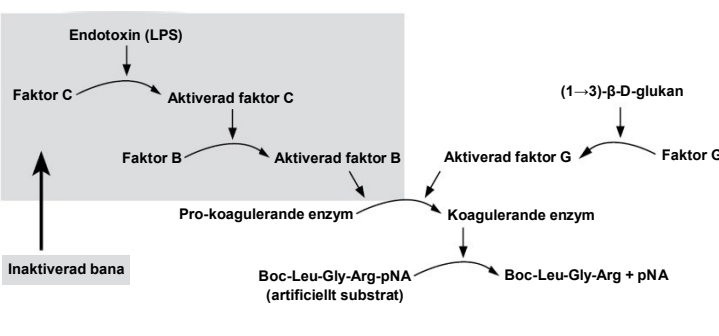 Endotoxin (LPS)
Faktor C
Aktiverad faktor C
(1→3)-β-D-glukan
Faktor B
Aktiverad faktor B
Aktiverad faktor G
Faktor G
Pro-koagulerande enzym
Koagulerande enzym
Inaktiverad bana
Boc-Leu-Gly-Arg-pNA
(artificiellt substrat)
Boc-Leu-Gly-Arg + pNA